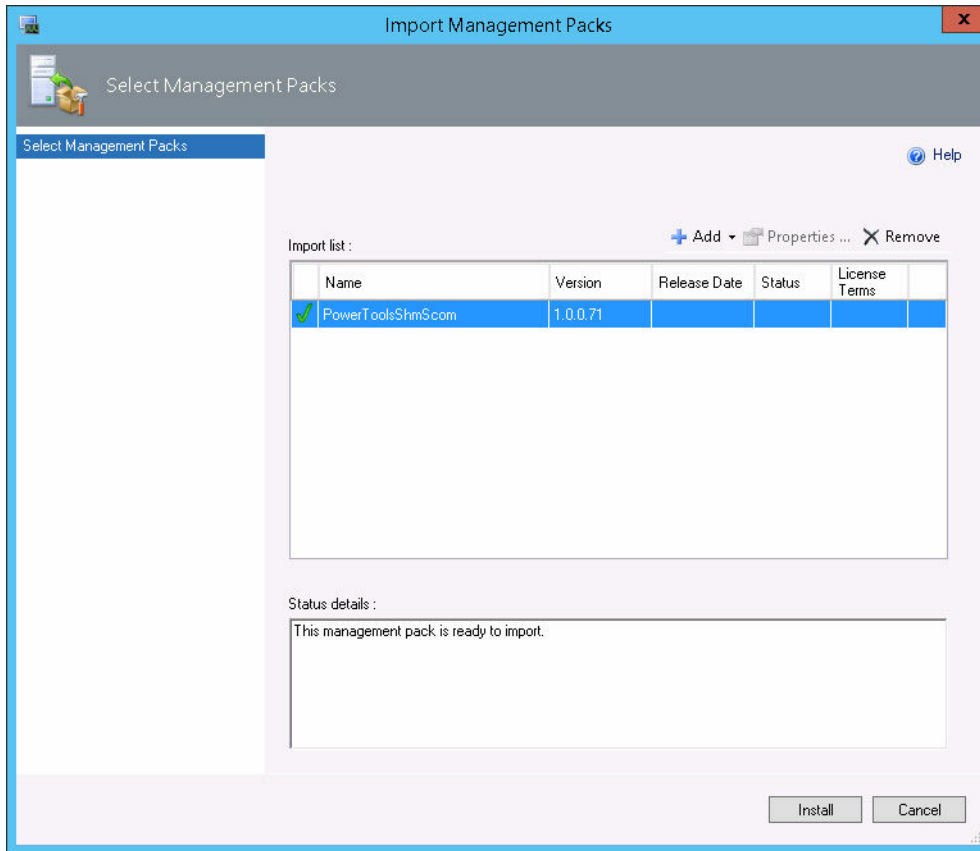 Import Management Packs
x
Select Management Packs
Select Management Packs
Help
Import list :
Add Properties ... Remove
Name Version Release Date Status License Terms
PowerToolsShmScom 1.0.0.71
Status details :
This management pack is ready to import.
Install Cancel